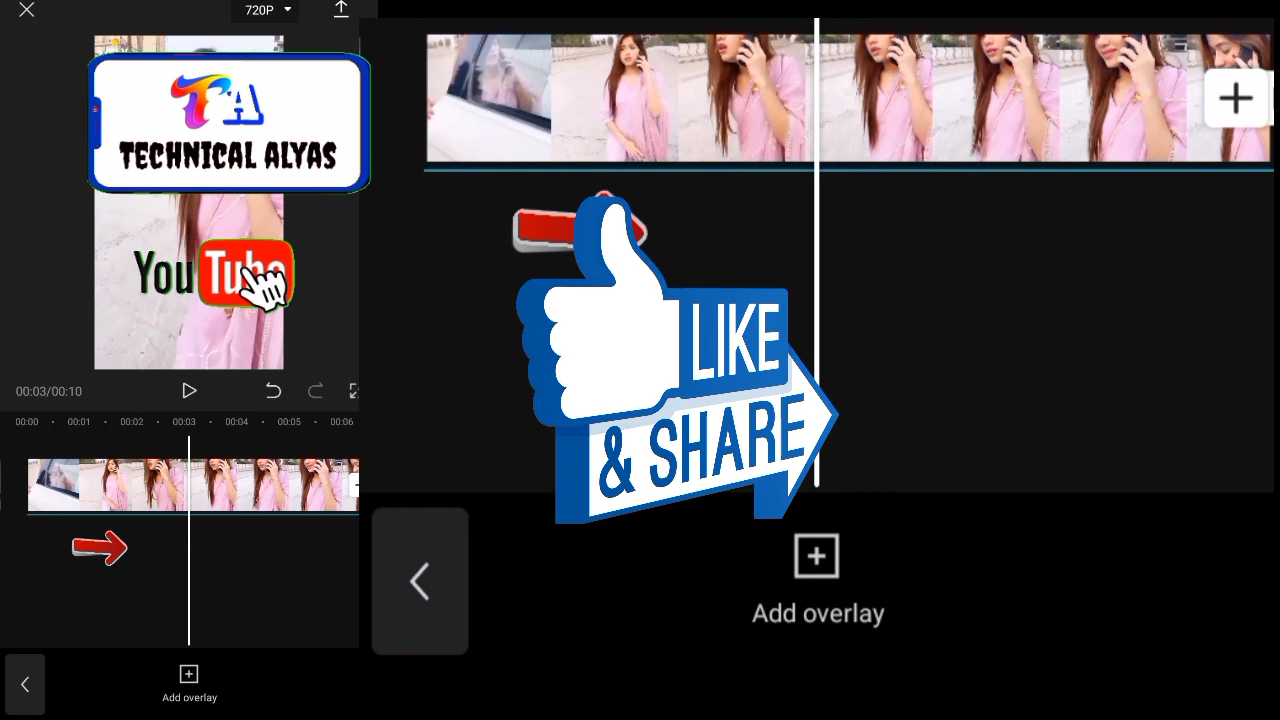 720P
TA
TECHNICAL ALYAS
YouTube
00:03/00:10
00:00 00:01 00:02 00:03 00:04 00:05 00:06
Add overlay
LIKE
& SHARE
Add overlay